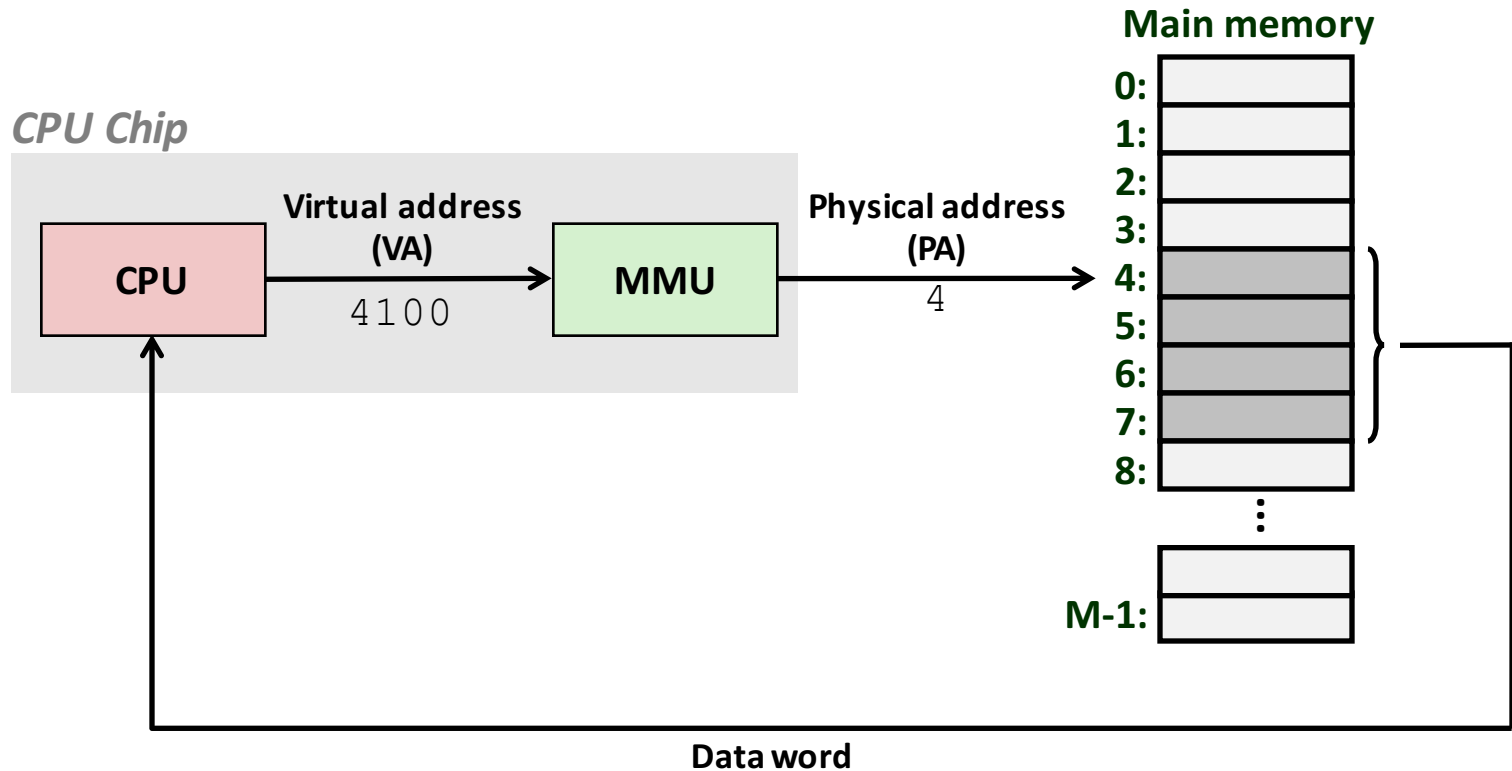 Main memory
0:
CPU Chip
1:
2:
Virtual address
(VA)
Physical address
(PA)
3:
CPU
4100
MMU
4
4:
5:
6:
7:
8:
⋮
M-1:
Data word